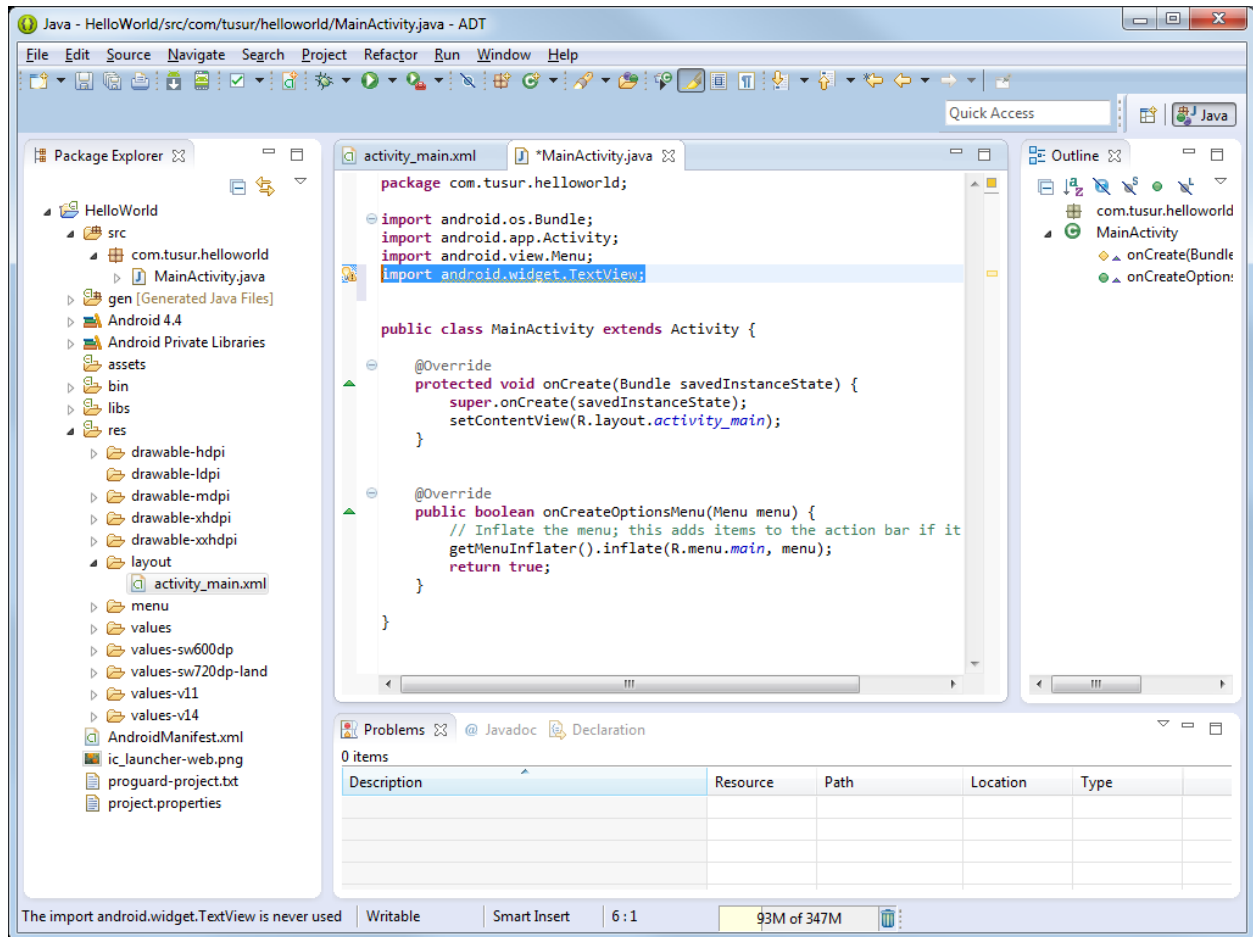 Java - HelloWorld/src/com/tusur/helloworld/MainActivity.java - ADT
File Edit Source Navigate Search Project Refactor Run Window Help
Quick Access
Java
Package Explorer
HelloWorld
src
com.tusur.helloworld
MainActivity.java
gen [Generated Java Files]
Android 4.4
Android Private Libraries
assets
bin
libs
res
drawable-hdpi
drawable-ldpi
drawable-mdpi
drawable-xhdpi
drawable-xxhdpi
layout
activity_main.xml
menu
values
values-sw600dp
values-sw720dp-land
values-v11
values-v14
AndroidManifest.xml
ic_launcher-web.png
proguard-project.txt
project.properties
activity_main.xml
*MainActivity.java
package com.tusur.helloworld;
import android.os.Bundle;
import android.app.Activity;
import android.view.Menu;
import android.widget.TextView;
public class MainActivity extends Activity {
@Override
protected void onCreate(Bundle savedInstanceState) {
super.onCreate(savedInstanceState);
setContentView(R.layout.activity_main);
}
@Override
public boolean onCreateOptionsMenu(Menu menu) {
// Inflate the menu; this adds items to the action bar if it
getMenuInflater().inflate(R.menu.main, menu);
return true;
}
}
Outline
com.tusur.helloworld
MainActivity
onCreate(Bundle
onCreateOptions
Problems @ Javadoc Declaration
0 items
Description Resource Path Location Type
The import android.widget.TextView is never used Writable Smart Insert 6 : 1 93M of 347M